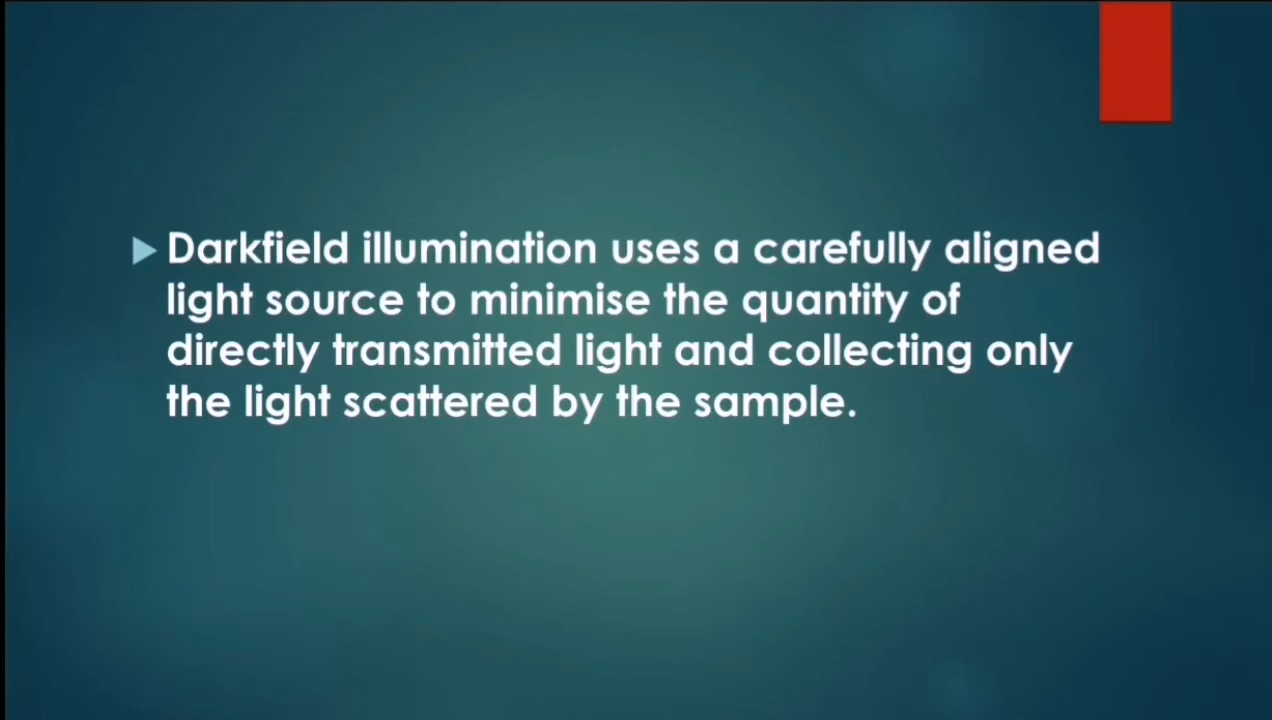 Darkfield illumination uses a carefully aligned
light source to minimise the quantity of
directly transmitted light and collecting only
the light scattered by the sample.